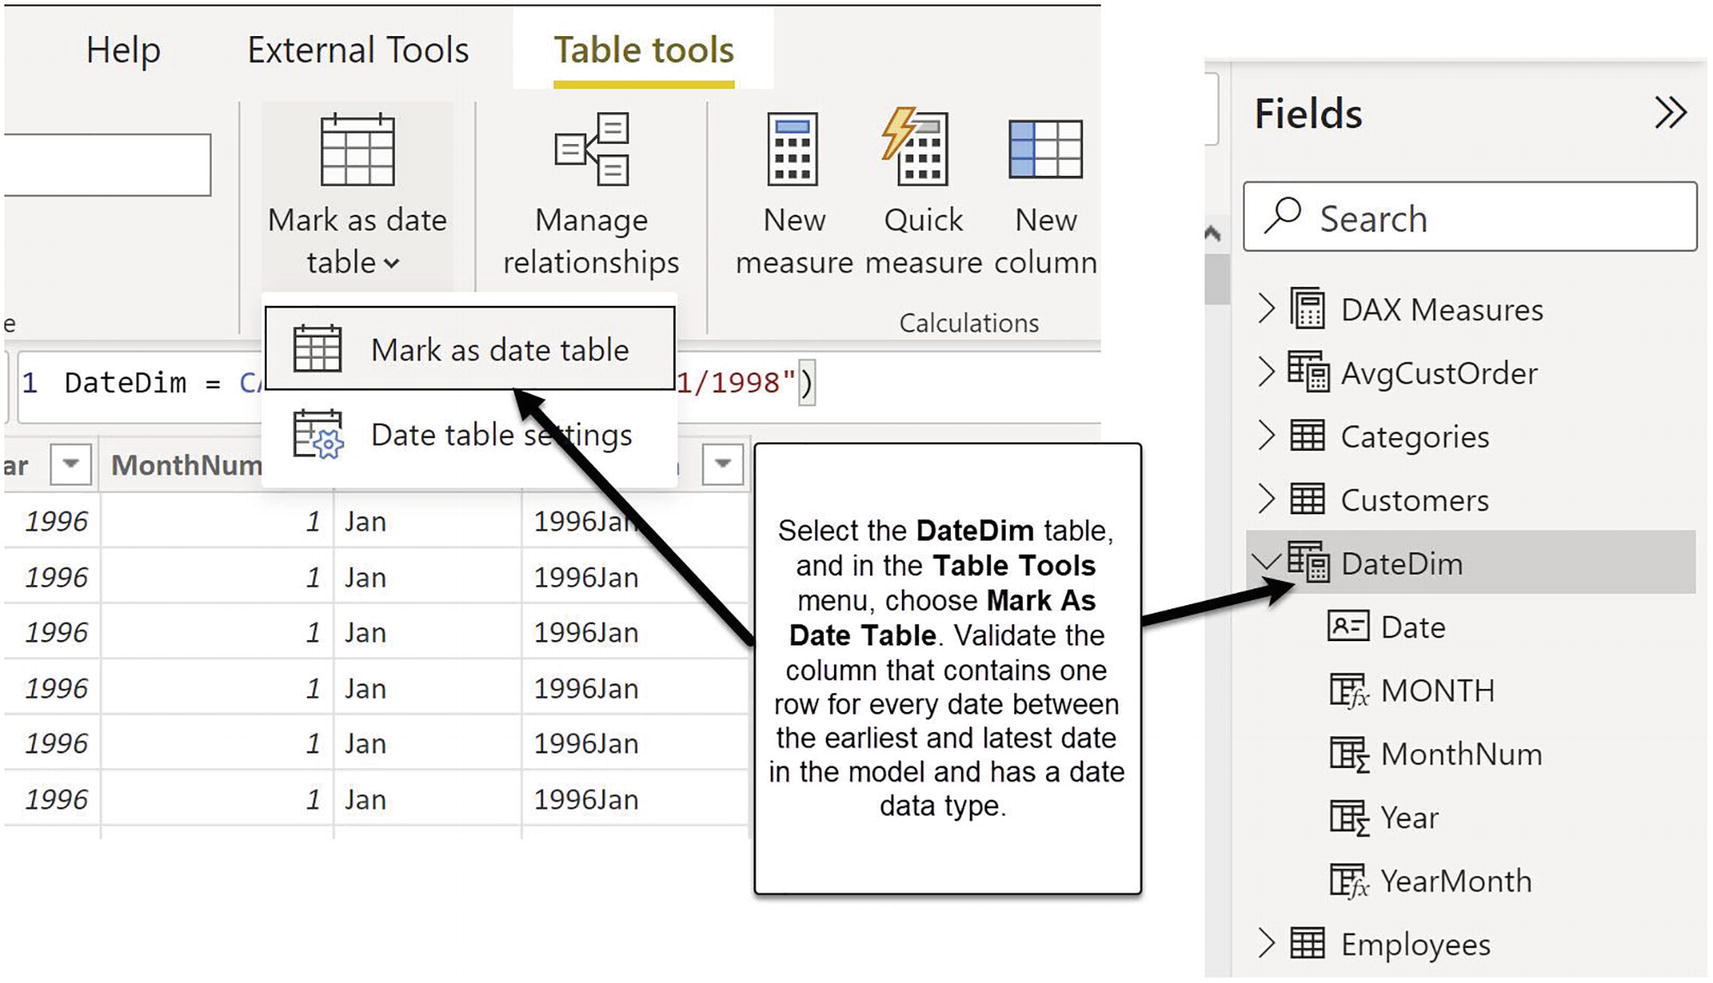 Help External Tools Table tools
Mark as date table
Manage relationships
New measure
Quick measure
New column
Calculations
e
Mark as date table
Date table settings
1 DateDim = CA 1/1998")
ar MonthNum
1996 1 Jan 1996Jan
1996 1 Jan 1996Jan
1996 1 Jan 1996Jan
1996 1 Jan 1996Jan
1996 1 Jan 1996Jan
1996 1 Jan 1996Jan
Select the DateDim table,
and in the Table Tools
menu, choose Mark As
Date Table. Validate the
column that contains one
row for every date between
the earliest and latest date
in the model and has a date
data type.
Fields
Search
DAX Measures
AvgCustOrder
Categories
Customers
DateDim
Date
MONTH
MonthNum
Year
YearMonth
Employees